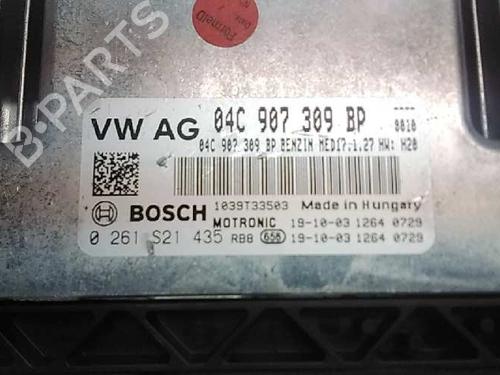 B-PARTS
FormelD
VW AG 04C 907 309 BP
04C 907 309 BP BENZIN MED17.1.27 HW: H20
BOSCH 1039T33503 Made in Hungary
MOTRONIC 19-10-03 1264 0729
0 261 S21 435 RB8 656 19-10-03 1264 0729